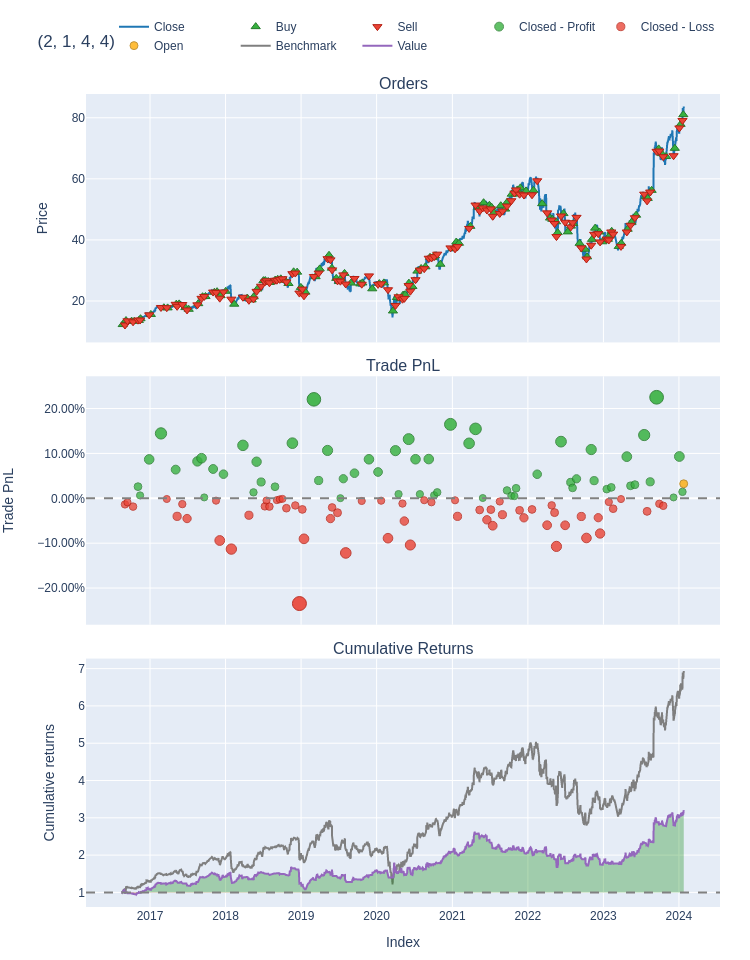 (2, 1, 4, 4)
Close
Buy
Sell
Closed - Profit
Closed - Loss
Open
Benchmark
Value
Orders
80
60
40
20
Price
Trade PnL
20.00%
10.00%
0.00%
−10.00%
−20.00%
Trade PnL
Cumulative Returns
7
6
5
4
3
2
1
Cumulative returns
2017 2018 2019 2020 2021 2022 2023 2024
Index